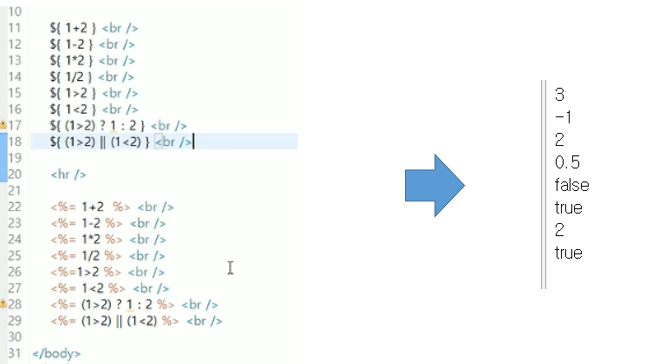 10
11 ${ 1+2 } <br />
12 ${ 1-2 } <br />
13 ${ 1*2 } <br />
14 ${ 1/2 } <br />
15 ${ 1>2 } <br />
16 ${ 1<2 } <br />
17 ${ (1>2) ? 1 : 2 } <br />
18 ${ (1>2) || (1<2) } <br />
19
20 <hr />
21
22 <%= 1+2  %> <br />
23 <%= 1-2 %> <br />
24 <%= 1*2 %> <br />
25 <%= 1/2 %> <br />
26 <%=1>2 %> <br />
27 <%= 1<2 %> <br />
28 <%= (1>2) ? 1 : 2 %> <br />
29 <%= (1>2) || (1<2) %> <br />
30
31 </body>
3
-1
2
0.5
false
true
2
true